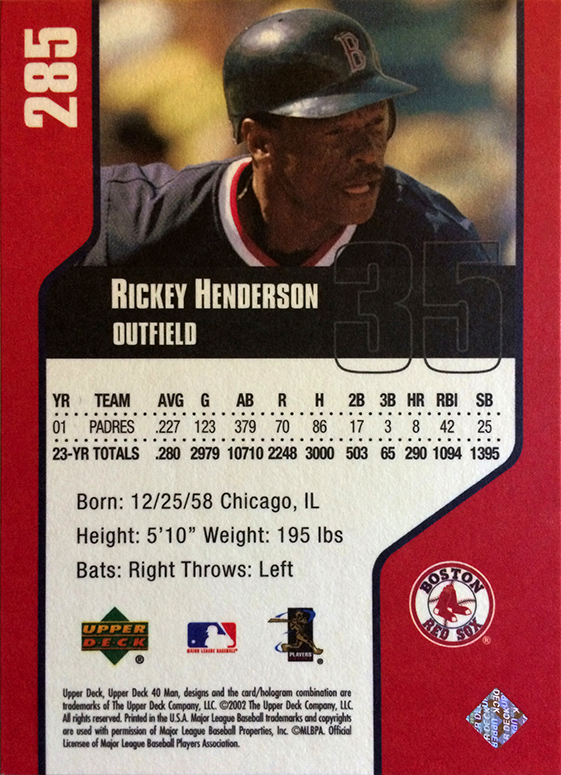 285
B
35
RICKEY HENDERSON
OUTFIELD
YR TEAM AVG G AB R H 2B 3B HR RBI SB
01 PADRES .227 123 379 70 86 17 3 8 42 25
23-YR TOTALS .280 2979 10710 2248 3000 503 65 290 1094 1395
Born: 12/25/58 Chicago, IL
Height: 5'10" Weight: 195 lbs
Bats: Right Throws: Left
BOSTON
RED SOX
®
UPPER
DECK
®
MAJOR LEAGUE BASEBALL®
PLAYERS
®
Upper Deck, Upper Deck 40 Man, designs and the card/hologram combination are
trademarks of The Upper Deck Company, LLC. ©2002 The Upper Deck Company, LLC.
All rights reserved. Printed in the U.S.A. Major League Baseball trademarks and copyrights
are used with permission of Major League Baseball Properties, Inc. ©MLBPA. Official
Licensee of Major League Baseball Players Association.
UPPER
DECK